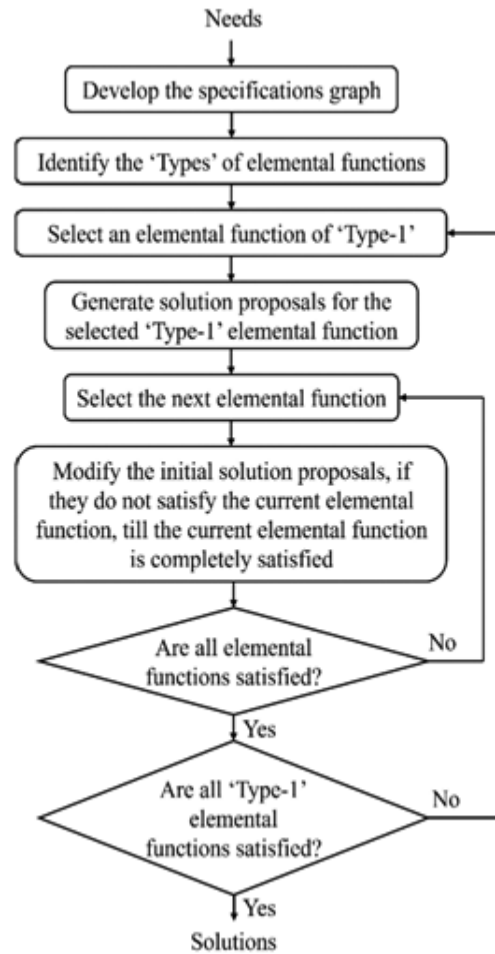 Needs
Develop the specifications graph
Identify the ‘Types’ of elemental functions
Select an elemental function of ‘Type-1’
Generate solution proposals for the
selected ‘Type-1’ elemental function
Select the next elemental function
Modify the initial solution proposals, if
they do not satisfy the current elemental
function, till the current elemental function
is completely satisfied
Are all elemental
functions satisfied?
No
Yes
Are all ‘Type-1’
elemental
functions satisfied?
No
Yes
Solutions